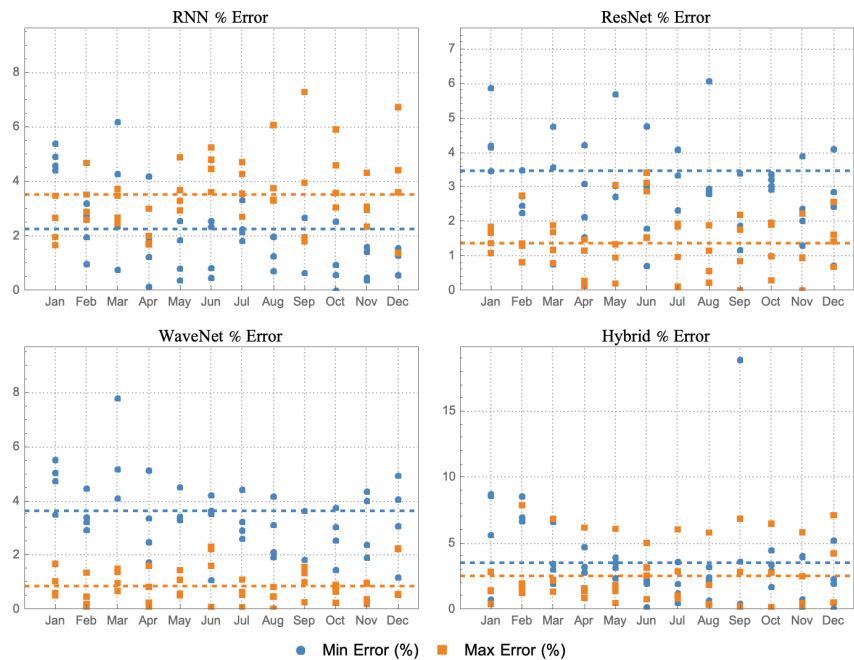 RNN % Error
8
6
4
2
0
Jan Feb Mar Apr May Jun Jul Aug Sep Oct Nov Dec
ResNet % Error
7
6
5
4
3
2
1
0
Jan Feb Mar Apr May Jun Jul Aug Sep Oct Nov Dec
WaveNet % Error
8
6
4
2
0
Jan Feb Mar Apr May Jun Jul Aug Sep Oct Nov Dec
Hybrid % Error
15
10
5
0
Jan Feb Mar Apr May Jun Jul Aug Sep Oct Nov Dec
Min Error (%) Max Error (%)